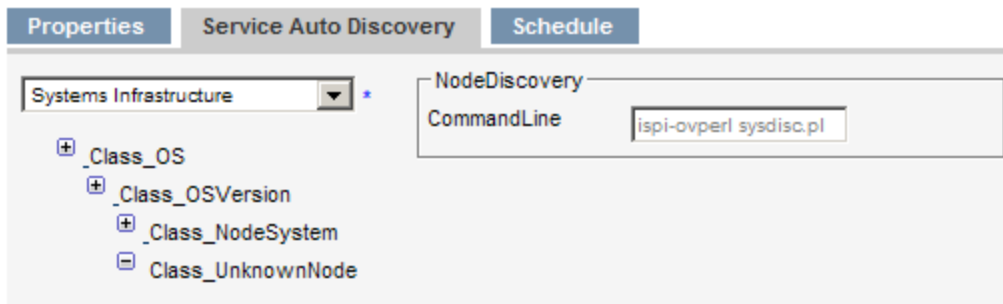 Properties Service Auto Discovery Schedule
Systems Infrastructure *
NodeDiscovery
CommandLine ispi-ovperl sysdisc.pl
_Class_OS
_Class_OSVersion
_Class_NodeSystem
Class_UnknownNode